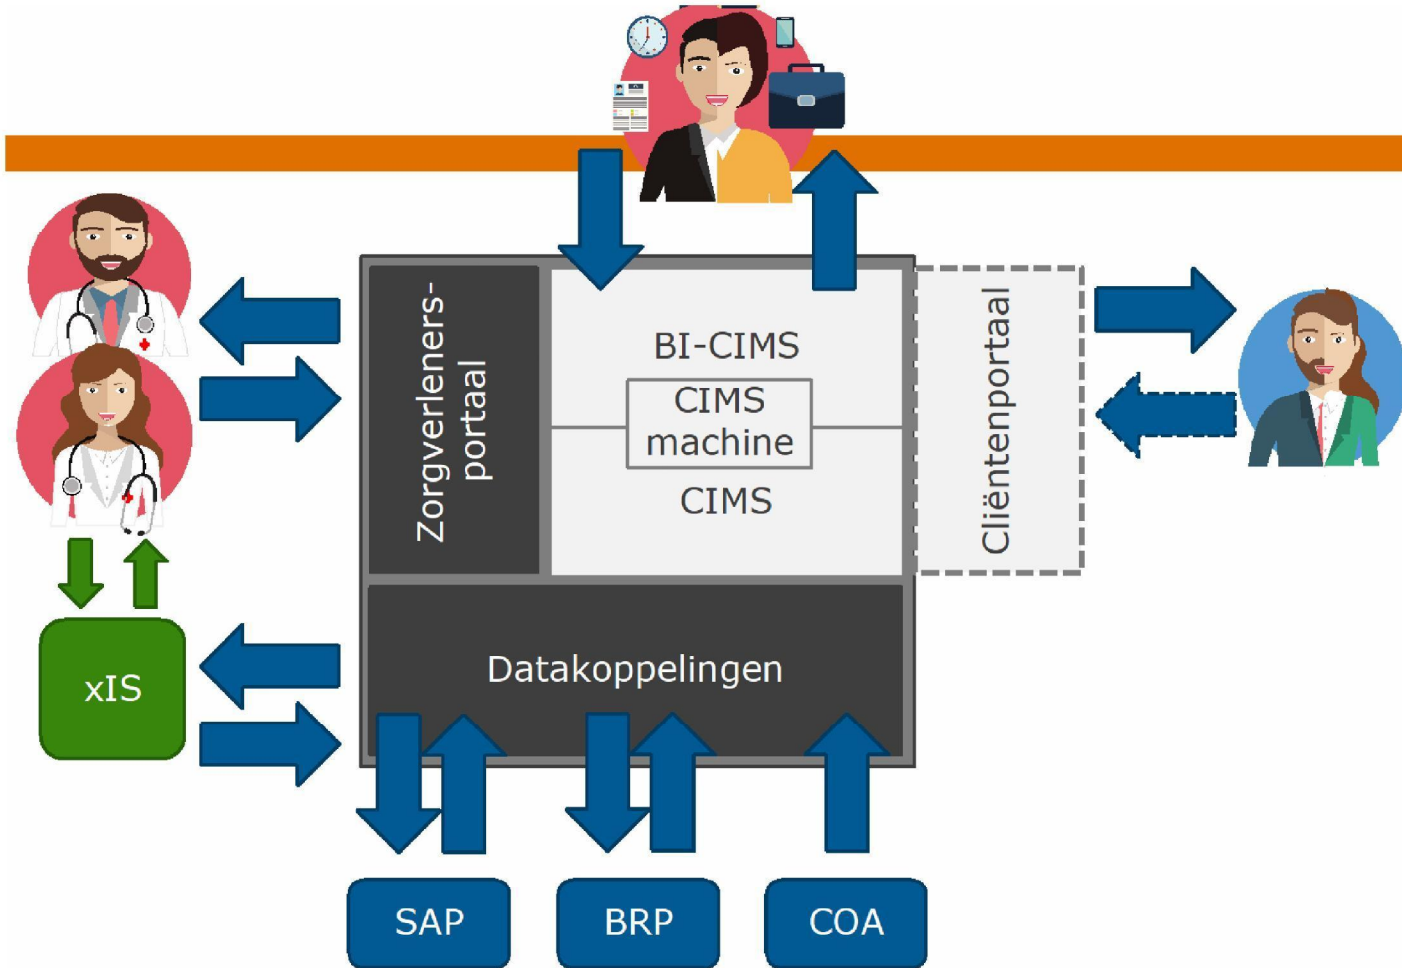 Zorgverleners-
portaal
BI-CIMS
CIMS
machine
CIMS
Cliëntenportaal
Datakoppelingen
xIS
SAP
BRP
COA